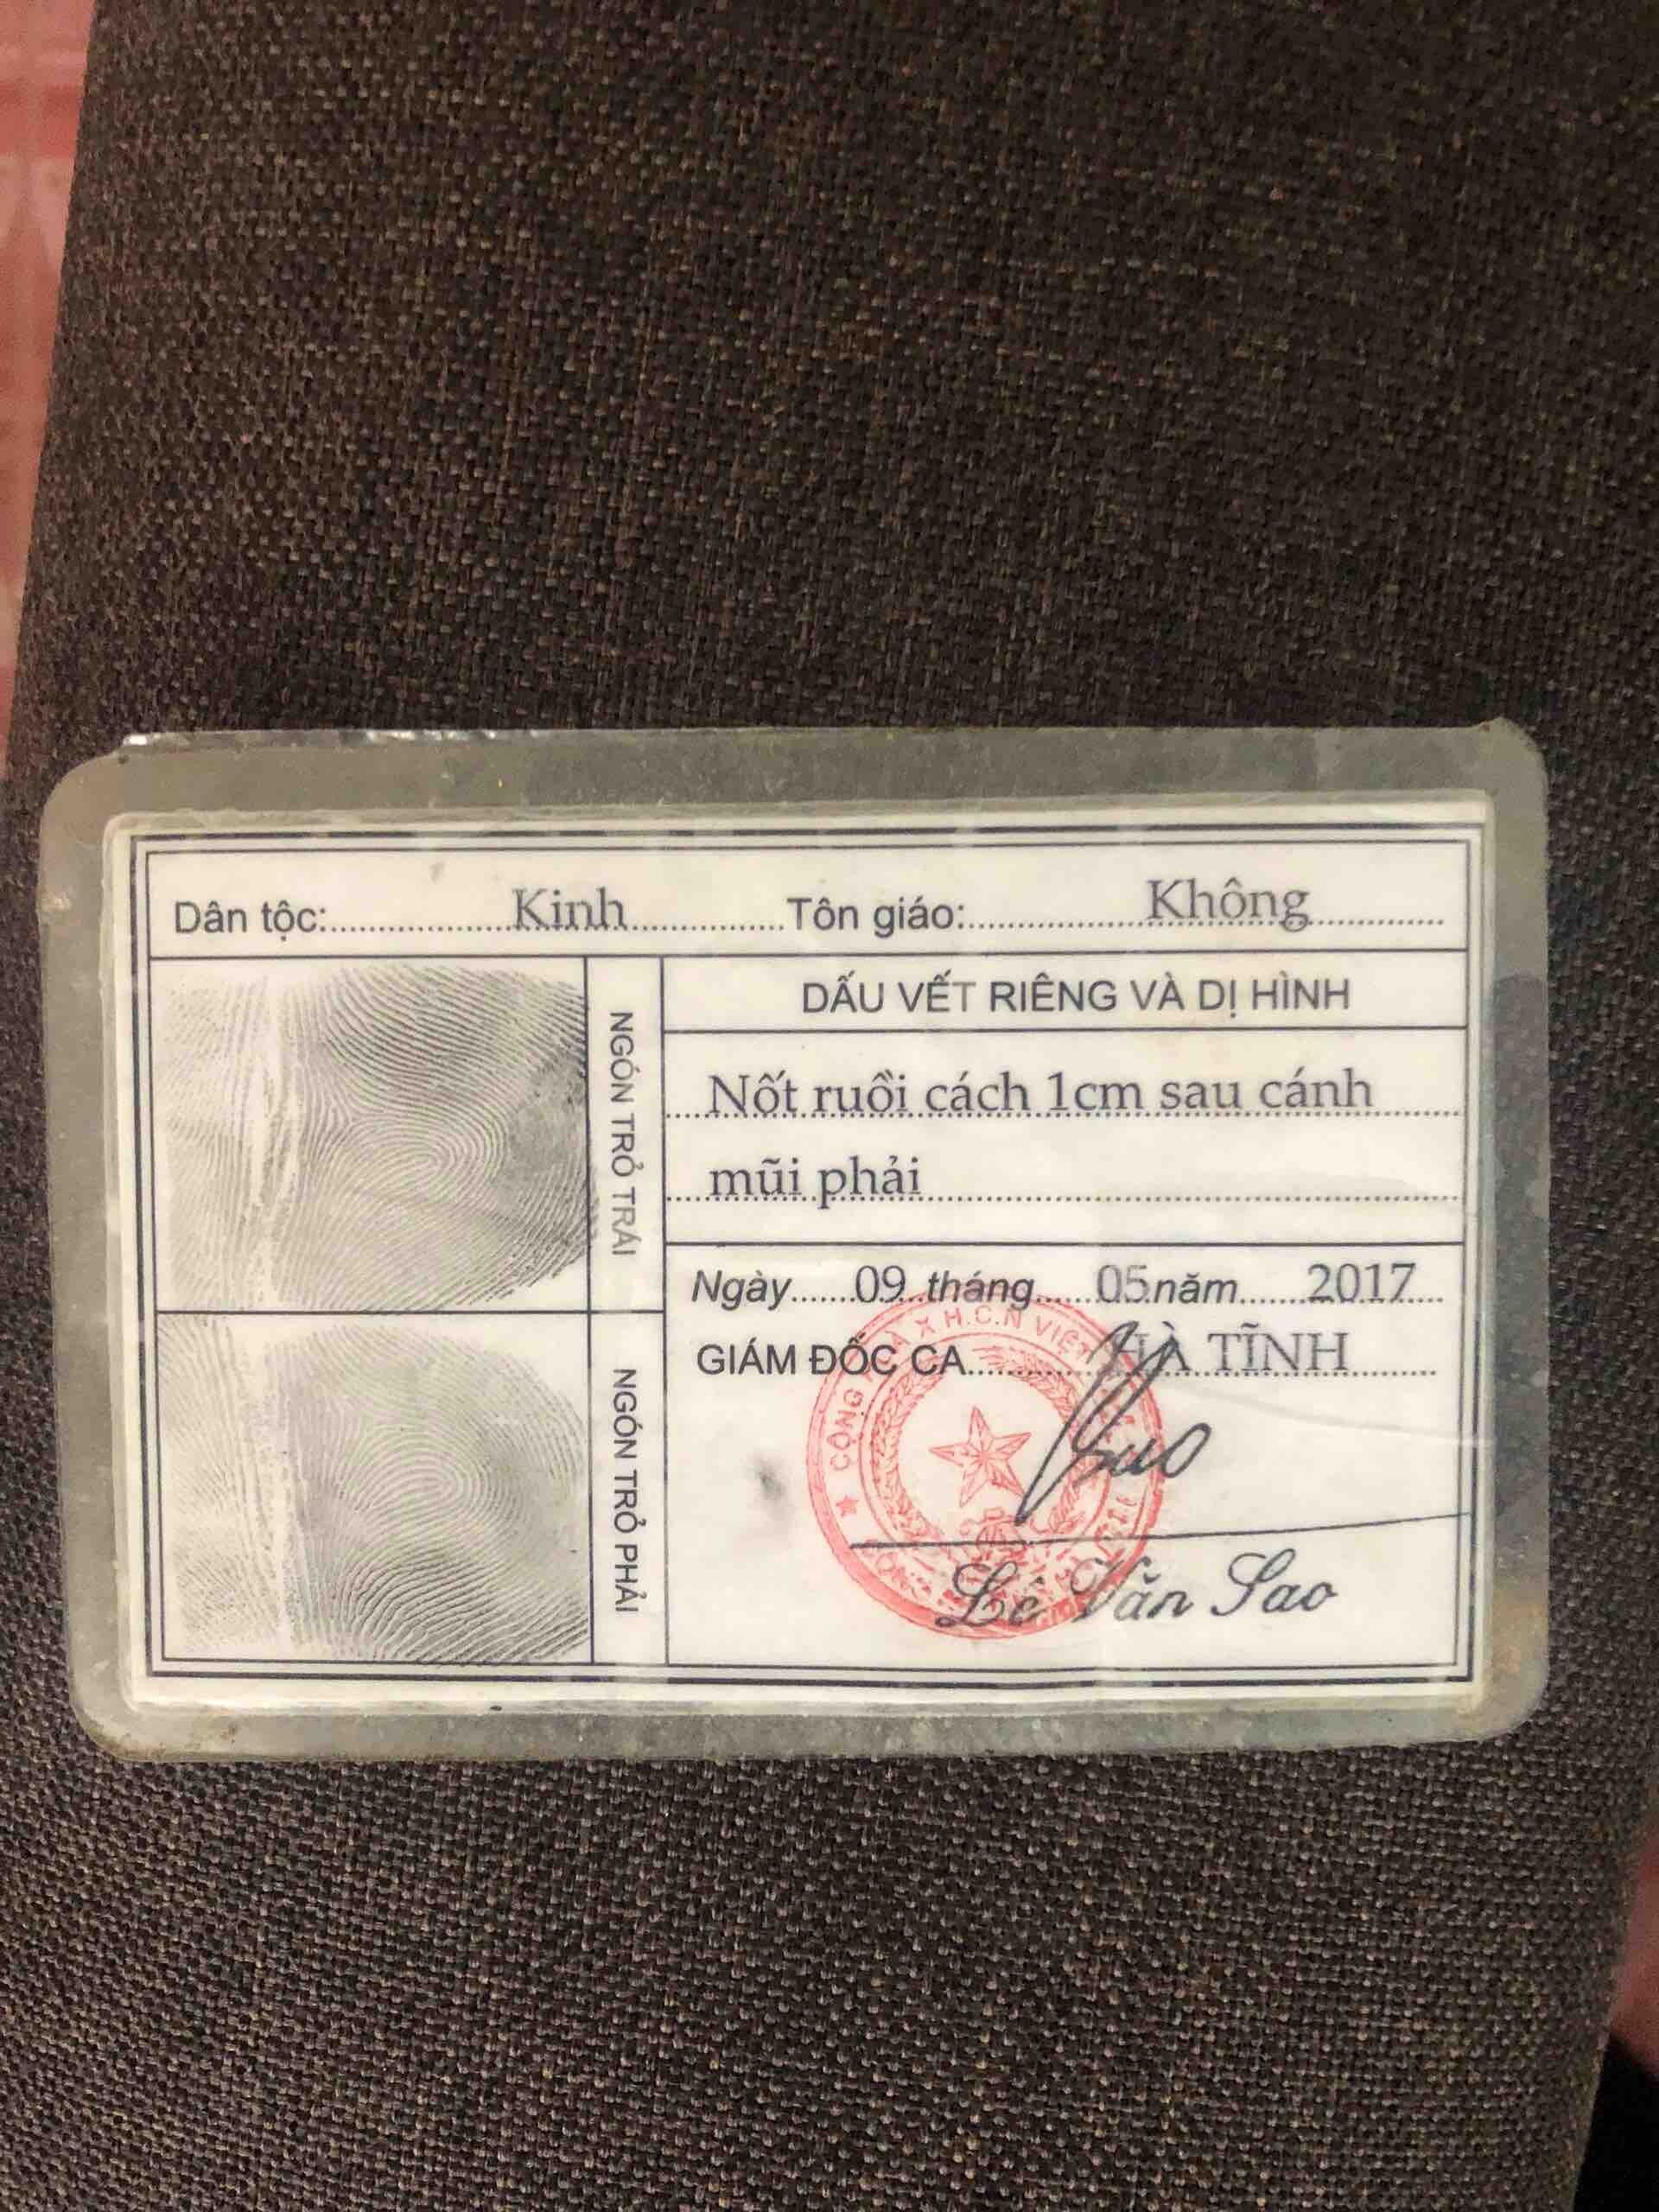 Dân tộc: Kinh Tôn giáo: Không
NGÓN TRỎ TRÁI
DẤU VẾT RIÊNG VÀ DỊ HÌNH
Nốt ruồi cách 1cm sau cánh
mũi phải
NGÓN TRỎ PHẢI
Ngày 09 tháng 05 năm 2017
GIÁM ĐỐC CA HÀ TĨNH
X.H.C.N VIỆT
CỘNG
Lê Văn Sao